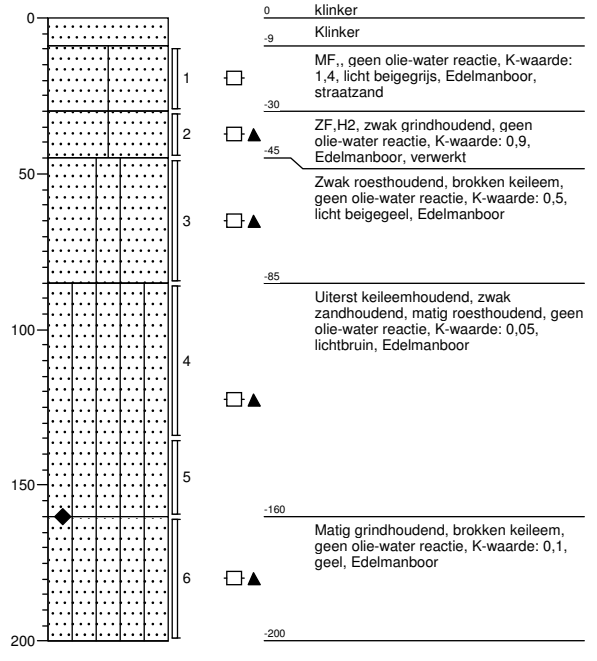 0
50
100
150
200
1
2
3
4
5
6
0 klinker
-9 Klinker
MF,, geen olie-water reactie, K-waarde:
1,4, licht beigegrijs, Edelmanboor,
straatzand
-30
ZF,H2, zwak grindhoudend, geen
olie-water reactie, K-waarde: 0,9,
Edelmanboor, verwerkt
-45
Zwak roesthoudend, brokken keileem,
geen olie-water reactie, K-waarde: 0,5,
licht beigegeel, Edelmanboor
-85
Uiterst keileemhoudend, zwak
zandhoudend, matig roesthoudend, geen
olie-water reactie, K-waarde: 0,05,
lichtbruin, Edelmanboor
-160
Matig grindhoudend, brokken keileem,
geen olie-water reactie, K-waarde: 0,1,
geel, Edelmanboor
-200